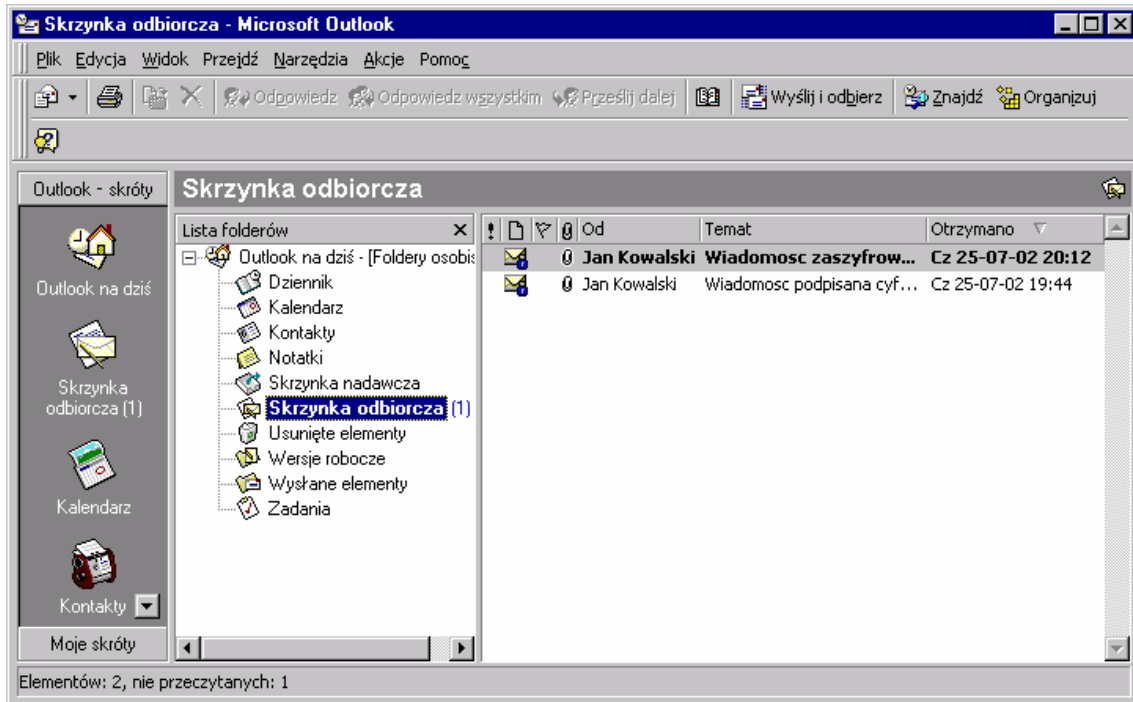 Skrzynka odbiorcza - Microsoft Outlook
Plik Edycja Widok Przejdź Narzędzia Akcje Pomoc
Odpowiedz Odpowiedz wszystkim Prześlij dalej Wyślij i odbierz Znajdź Organizuj
Outlook - skróty
Outlook na dziś
Skrzynka
odbiorcza (1)
Kalendarz
Kontakty
Moje skróty
Skrzynka odbiorcza
Lista folderów
Outlook na dziś - [Foldery osobis
Dziennik
Kalendarz
Kontakty
Notatki
Skrzynka nadawcza
Skrzynka odbiorcza (1)
Usunięte elementy
Wersje robocze
Wysłane elementy
Zadania
Od Temat Otrzymano
Jan Kowalski Wiadomosc zaszyfrow... Cz 25-07-02 20:12
Jan Kowalski Wiadomosc podpisana cyf... Cz 25-07-02 19:44
Elementów: 2, nie przeczytanych: 1